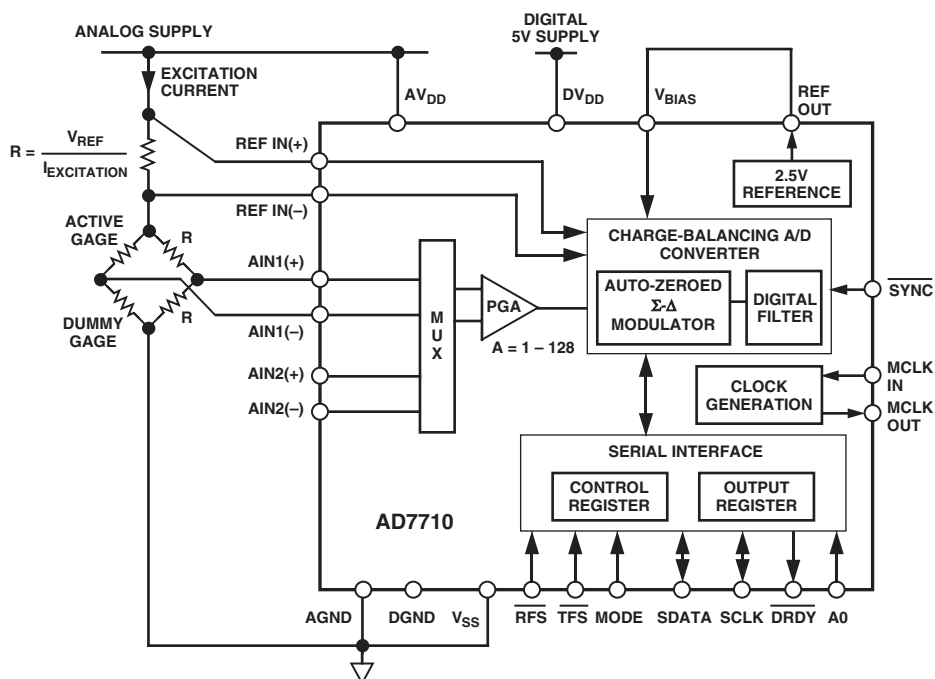 ANALOG SUPPLY
DIGITAL
5V SUPPLY
EXCITATION
CURRENT
AVDD
DVDD
VBIAS
REF
OUT
R = VREF
IEXCITATION
REF IN(+)
2.5V
REFERENCE
REF IN(–)
ACTIVE
GAGE
R
CHARGE-BALANCING A/D
CONVERTER
AIN1(+)
AUTO-ZEROED
Σ-Δ
MODULATOR
DIGITAL
FILTER
SYNC
MUX
PGA
A = 1 – 128
DUMMY
GAGE
R
AIN1(–)
AIN2(+)
AIN2(–)
CLOCK
GENERATION
MCLK
IN
MCLK
OUT
SERIAL INTERFACE
CONTROL
REGISTER
OUTPUT
REGISTER
AD7710
AGND
DGND
VSS
RFS
TFS
MODE
SDATA
SCLK
DRDY
A0